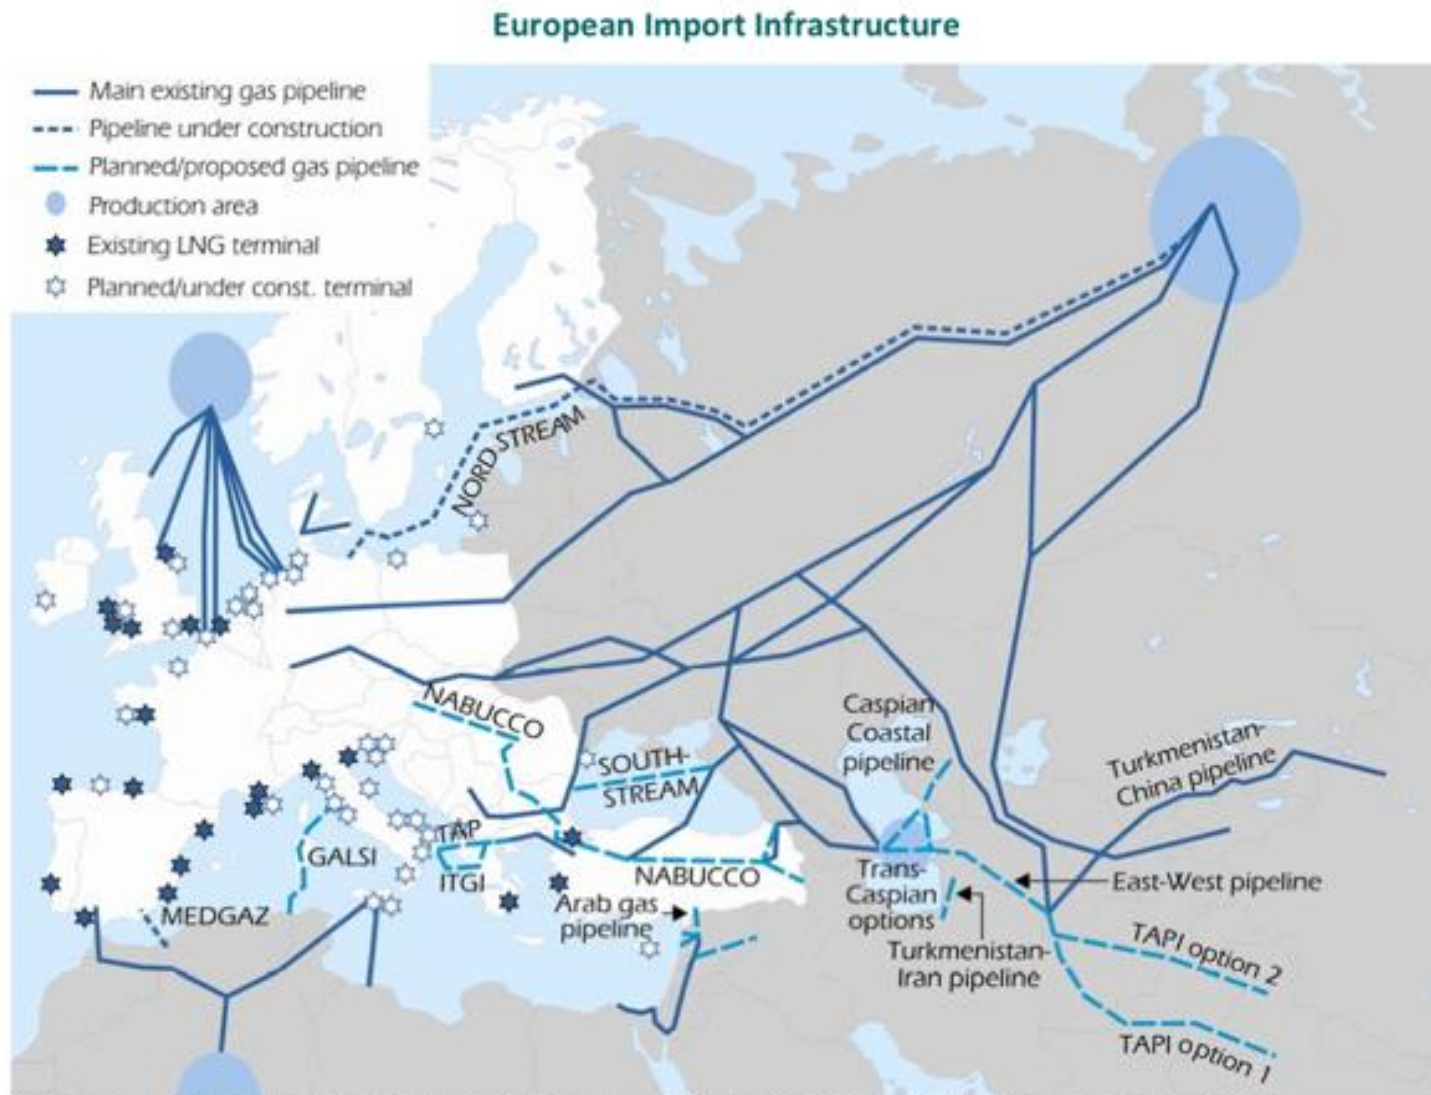 European Import Infrastructure
Main existing gas pipeline
Pipeline under construction
Planned/proposed gas pipeline
Production area
Existing LNG terminal
Planned/under const. terminal
NORD STREAM
NABUCCO
SOUTH-
STREAM
Caspian
Coastal
pipeline
Turkmenistan-
China pipeline
TAP
GALSI
ITGI
NABUCCO
MEDGAZ
Arab gas
pipeline
Trans-
Caspian
options
East-West pipeline
Turkmenistan-
Iran pipeline
TAPI option 2
TAPI option 1